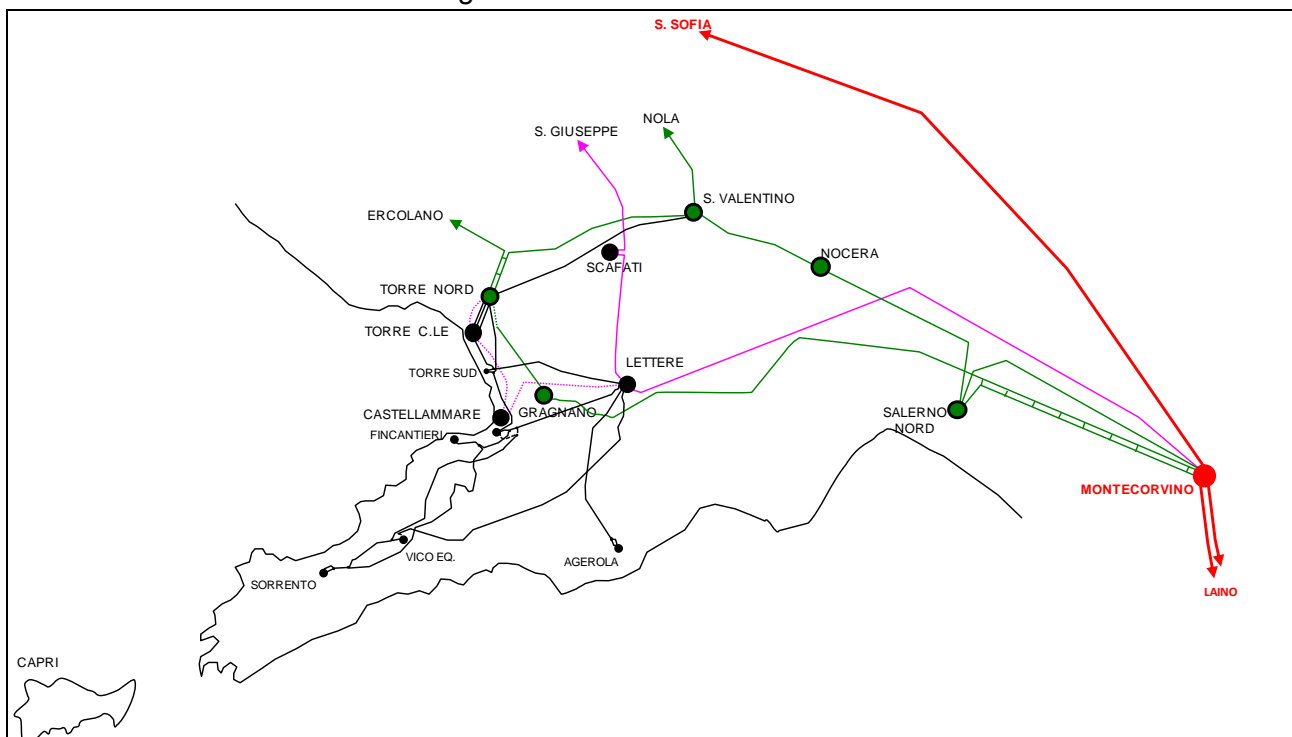 S. SOFIA
NOLA
S. GIUSEPPE
S. VALENTINO
ERCOLANO
NOCERA
SCAFATI
TORRE NORD
TORRE C.LE
LETTERE
TORRE SUD
CASTELLAMMARE
GRAGNANO
SALERNO
NORD
FINCANTIERI
MONTECORVINO
VICO EQ.
AGEROLA
SORRENTO
LAINO
CAPRI